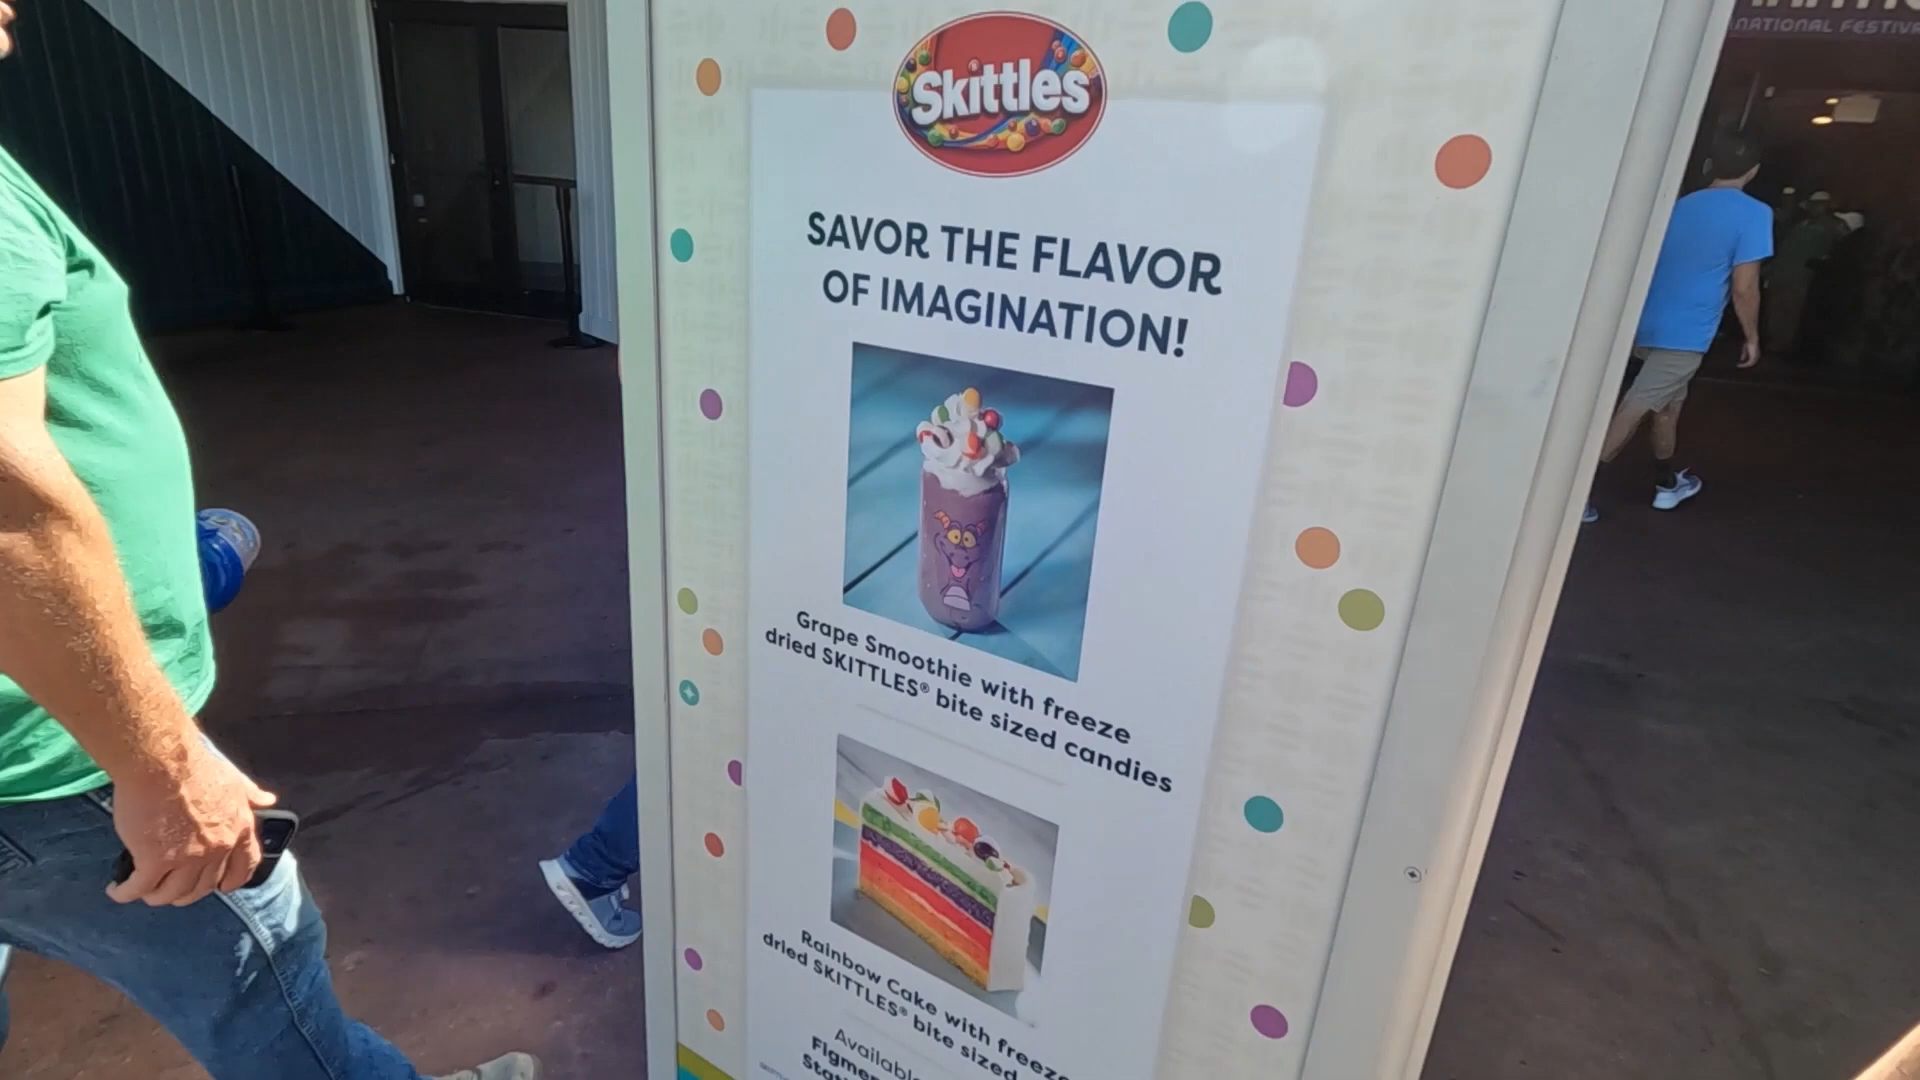 Skittles
SAVOR THE FLAVOR
OF IMAGINATION!
Grape Smoothie with freeze
dried SKITTLES® bite sized candies
Rainbow Cake with freeze
dried SKITTLES® bite sized
NATIONAL